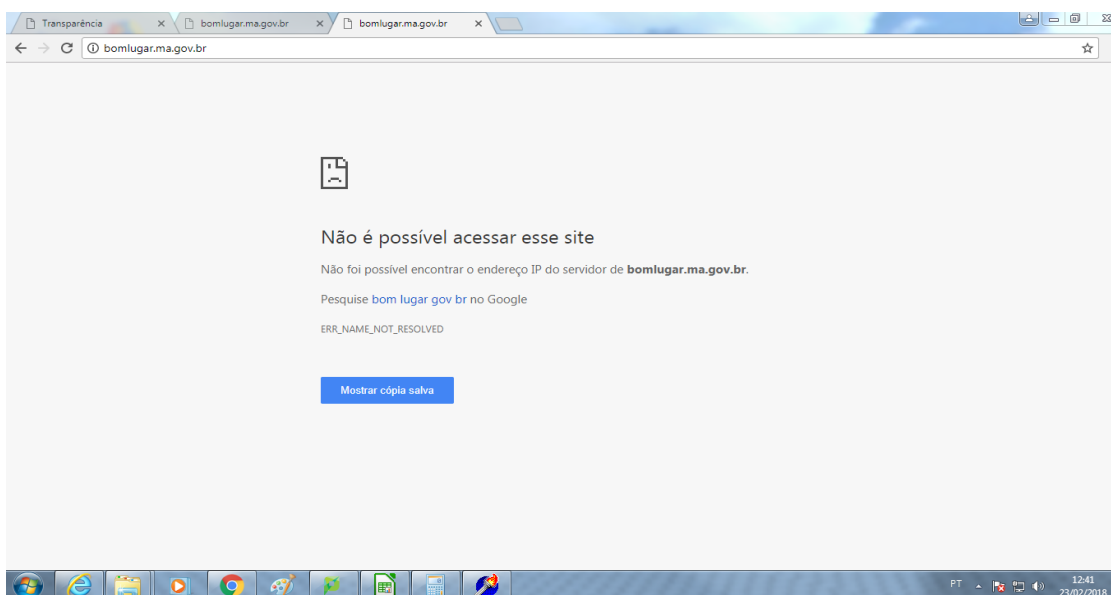 Transparência
bomlugar.ma.gov.br
bomlugar.ma.gov.br
bomlugar.ma.gov.br
Não é possível acessar esse site
Não foi possível encontrar o endereço IP do servidor de bomlugar.ma.gov.br.
Pesquise bom lugar gov br no Google
ERR_NAME_NOT_RESOLVED
Mostrar cópia salva
PT
12:41
23/02/2018